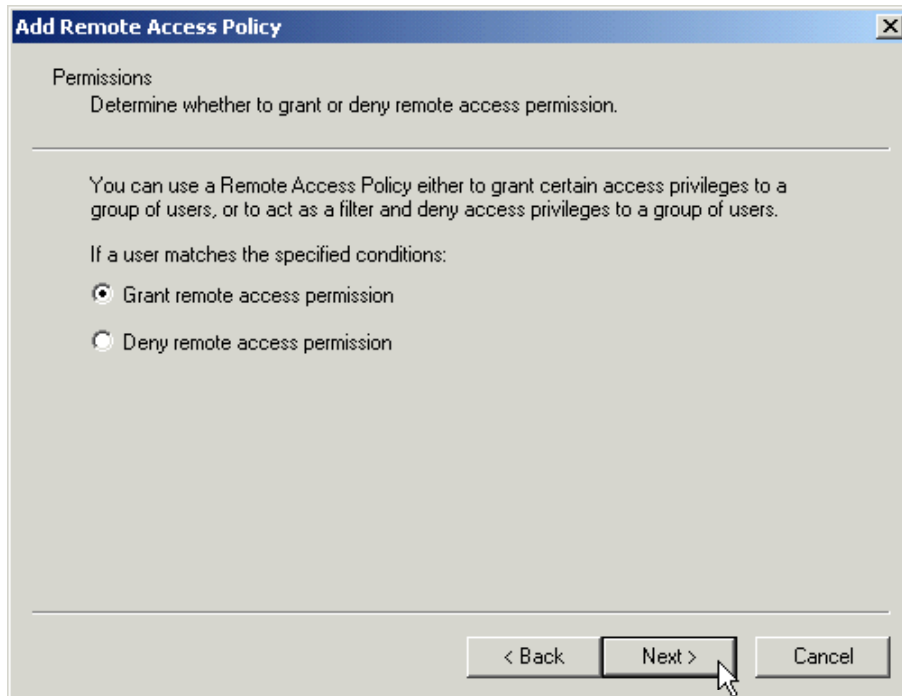 Add Remote Access Policy
Permissions
Determine whether to grant or deny remote access permission.
You can use a Remote Access Policy either to grant certain access privileges to a
group of users, or to act as a filter and deny access privileges to a group of users.
If a user matches the specified conditions:
Grant remote access permission
Deny remote access permission
< Back
Next >
Cancel